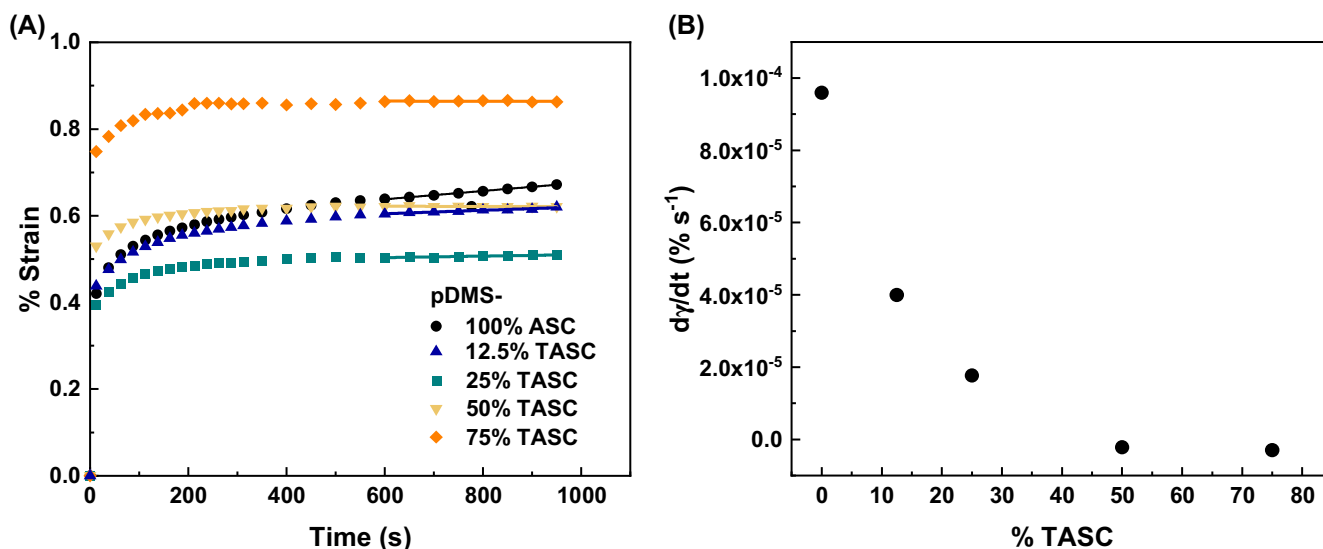 (A)
1.0
0.8
0.6
0.4
0.2
0.0
% Strain
0 200 400 600 800 1000
Time (s)
pDMS-
100% ASC
12.5% TASC
25% TASC
50% TASC
75% TASC
(B)
1.0x10⁻⁴
8.0x10⁻⁵
6.0x10⁻⁵
4.0x10⁻⁵
2.0x10⁻⁵
0.0
dγ/dt (% s⁻¹)
0 10 20 30 40 50 60 70 80
% TASC